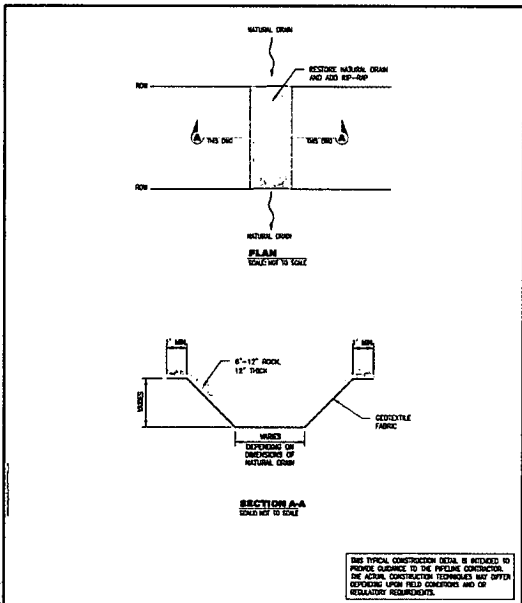 NATURAL DRAIN
RESTORE NATURAL DRAIN
AND ADD RIP-RAP
ROW
A THIS DWG
THIS DWG A
ROW
NATURAL DRAIN
PLAN
SCALE: NOT TO SCALE
1' MIN.
1' MIN.
6"-12" ROCK,
12" THICK
VARIES
GEOTEXTILE
FABRIC
VARIES
DEPENDING ON
DIMENSIONS OF
NATURAL DRAIN
SECTION A-A
SCALE: NOT TO SCALE
THIS TYPICAL CONSTRUCTION DETAIL IS INTENDED TO
PROVIDE GUIDANCE TO THE PIPELINE CONTRACTOR.
THE ACTUAL CONSTRUCTION TECHNIQUES MAY DIFFER
DEPENDING UPON FIELD CONDITIONS AND OR
REGULATORY REQUIREMENTS.